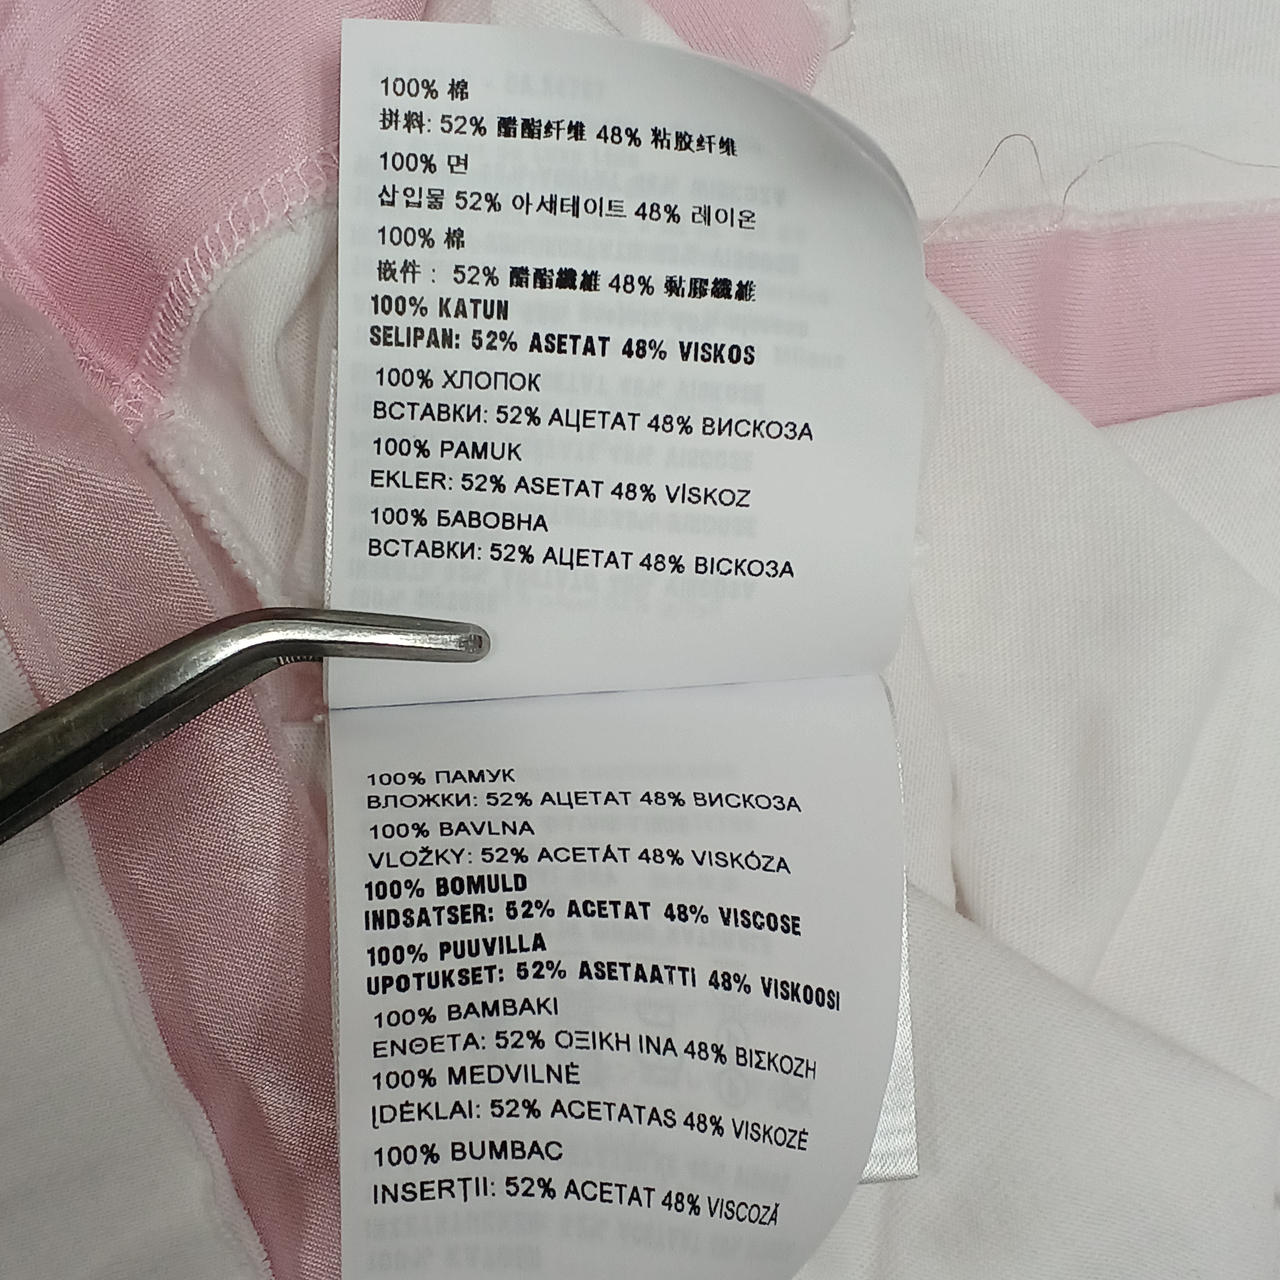 100% 棉
拼料: 52% 醋酯纤维 48% 粘胶纤维
100% 면
삽입물 52% 아세테이트 48% 레이온
100% 棉
嵌件： 52% 醋酯纖維 48% 黏膠纖維
100% KATUN
SELIPAN: 52% ASETAT 48% VISKOS
100% ХЛОПОК
ВСТАВКИ: 52% АЦЕТАТ 48% ВИСКОЗА
100% PAMUK
EKLER: 52% ASETAT 48% VİSKOZ
100% БАВОВНА
ВСТАВКИ: 52% АЦЕТАТ 48% ВІСКОЗА
100% ПАМУК
ВЛОЖКИ: 52% АЦЕТАТ 48% ВИСКОЗА
100% BAVLNA
VLOŽKY: 52% ACETÁT 48% VISKÓZA
100% BOMULD
INDSATSER: 52% ACETAT 48% VISCOSE
100% PUUVILLA
UPOTUKSET: 52% ASETAATTI 48% VISKOOSI
100% ΒΑΜΒΑΚΙ
ΕΝΘΕΤΑ: 52% ΟΞΙΚΗ ΙΝΑ 48% ΒΙΣΚΟΖΗ
100% MEDVILNĖ
ĮDĖKLAI: 52% ACETATAS 48% VISKOZĖ
100% BUMBAC
INSERŢII: 52% ACETAT 48% VISCOZĂ